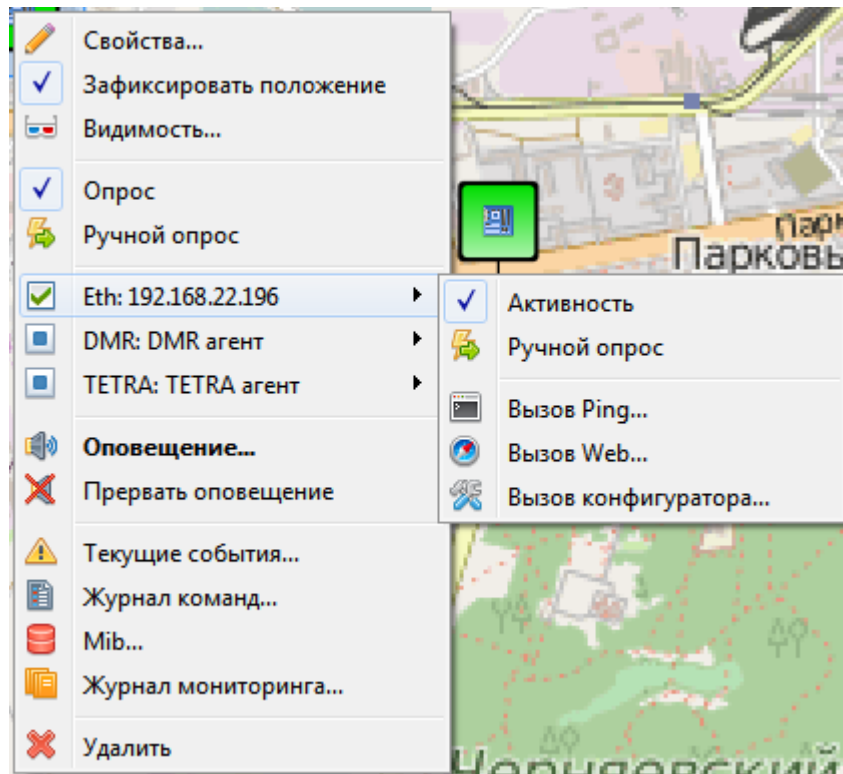 Свойства...
Зафиксировать положение
Видимость...
Опрос
Ручной опрос
Eth: 192.168.22.196
DMR: DMR агент
TETRA: TETRA агент
Оповещение...
Прервать оповещение
Текущие события...
Журнал команд...
Mib...
Журнал мониторинга...
Удалить
Активность
Ручной опрос
Вызов Ping...
Вызов Web...
Вызов конфигуратора...